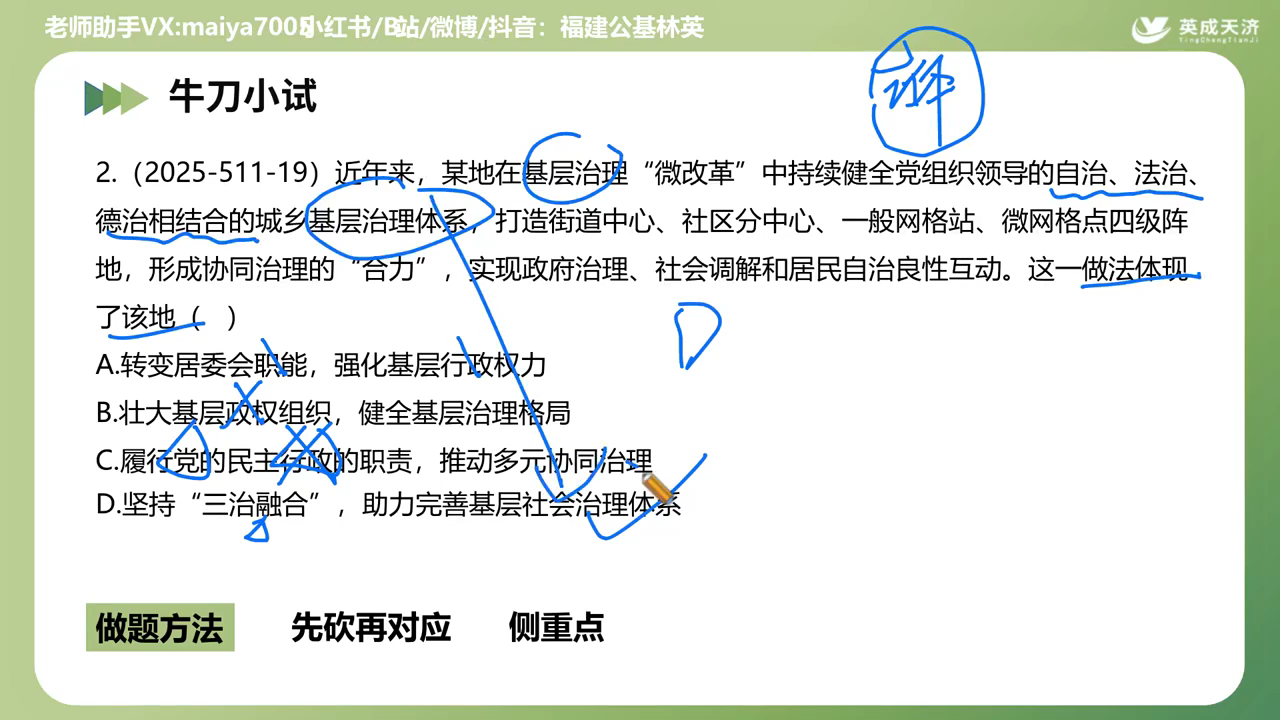 老师助手VX:maiya7005小红书/B站/微博/抖音：福建公基林英
英成天济
YingChengTianJi
牛刀小试
2.（2025-511-19）近年来，某地在基层治理“微改革”中持续健全党组织领导的自治、法治、
德治相结合的城乡基层治理体系，打造街道中心、社区分中心、一般网格站、微网格点四级阵
地，形成协同治理的“合力”，实现政府治理、社会调解和居民自治良性互动。这一做法体现
了该地（ ）
D
A.转变居委会职能，强化基层行政权力
B.壮大基层政权组织，健全基层治理格局
C.履行党的民主行政的职责，推动多元协同治理
D.坚持“三治融合”，助力完善基层社会治理体系
做题方法 先砍再对应 侧重点